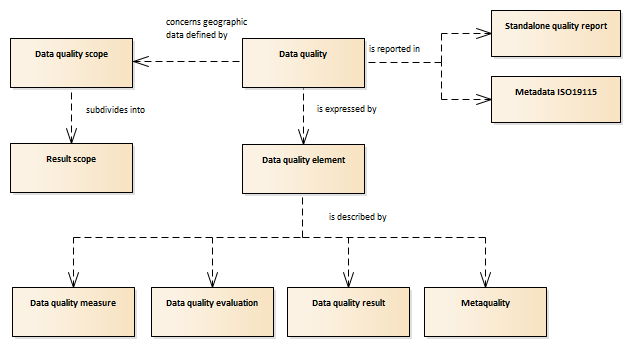 concerns geographic
data defined by
Standalone quality report
Data quality scope
Data quality
is reported in
Metadata ISO19115
subdivides into
is expressed by
Result scope
Data quality element
is described by
Data quality measure
Data quality evaluation
Data quality result
Metaquality